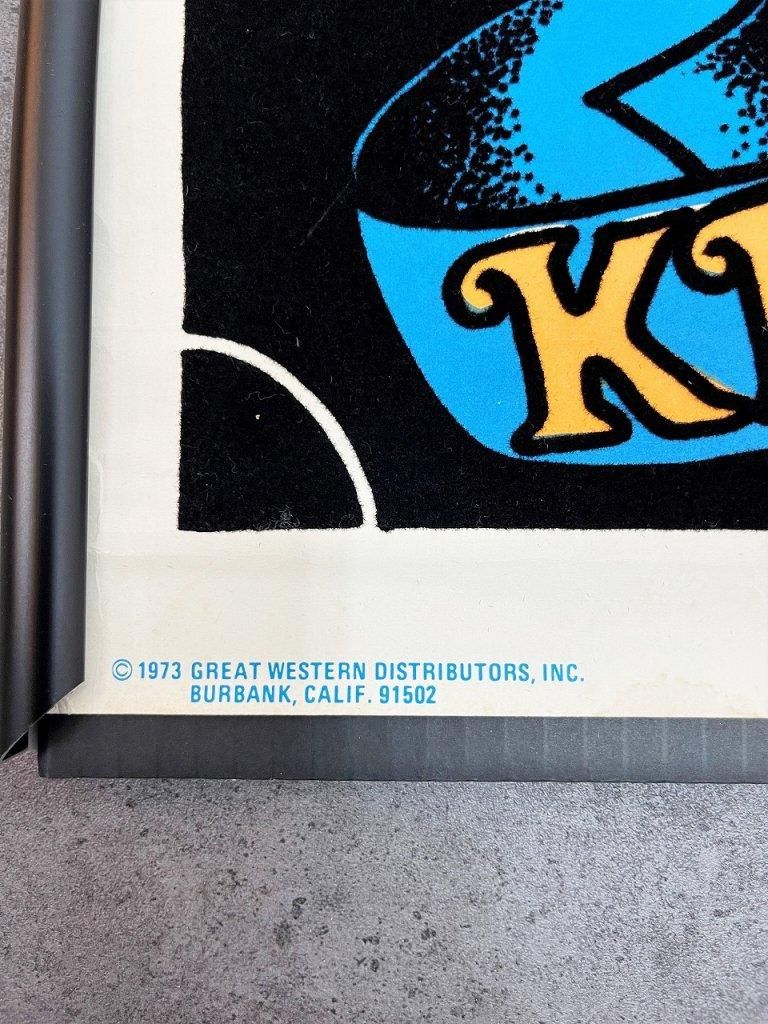 K
© 1973 GREAT WESTERN DISTRIBUTORS, INC.
BURBANK, CALIF. 91502